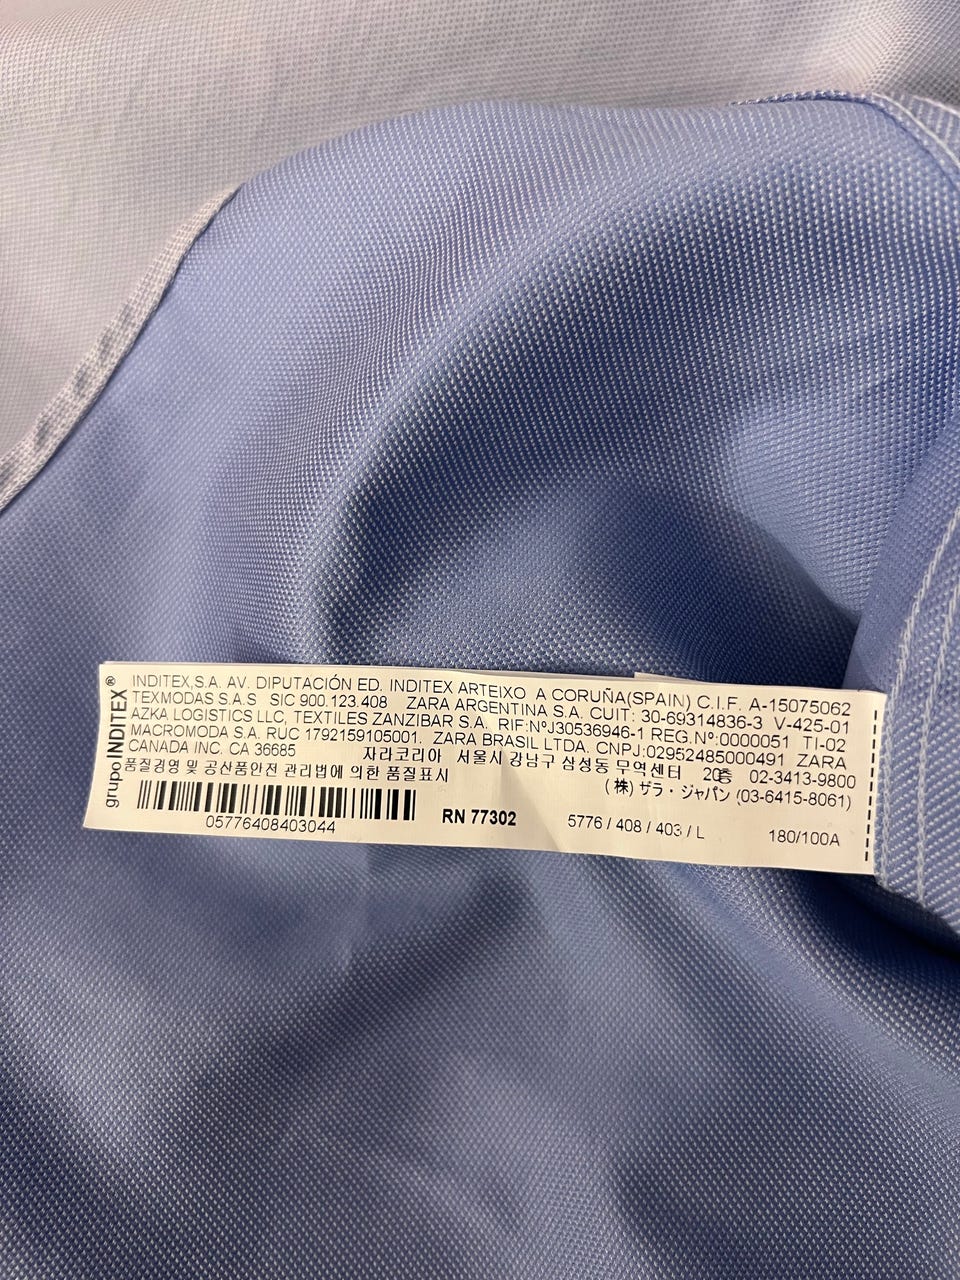 grupo INDITEX®
INDITEX,S.A. AV. DIPUTACIÓN ED. INDITEX ARTEIXO A CORUÑA(SPAIN) C.I.F. A-15075062
TEXMODAS S.A.S SIC 900.123.408 ZARA ARGENTINA S.A. CUIT: 30-69314836-3 V-425-01
AZKA LOGISTICS LLC, TEXTILES ZANZIBAR S.A. RIF:NºJ30536946-1 REG.Nº:0000051 TI-02
MACROMODA S.A. RUC 1792159105001. ZARA BRASIL LTDA. CNPJ:02952485000491 ZARA
CANADA INC. CA 36685 자라코리아 서울시 강남구 삼성동 무역센터 20층 02-3413-9800
품질경영 및 공산품안전 관리법에 의한 품질표시 (株) ザラ・ジャパン (03-6415-8061)
05776408403044 RN 77302 5776 / 408 / 403 / L 180/100A